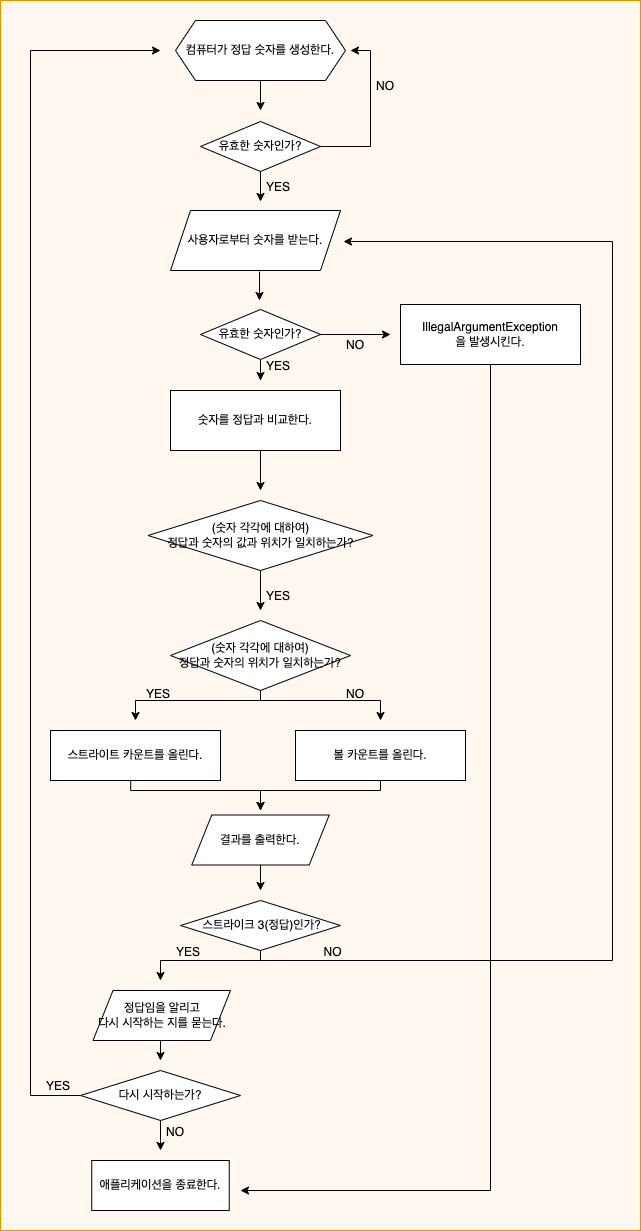 컴퓨터가 정답 숫자를 생성한다.
NO
유효한 숫자인가?
YES
사용자로부터 숫자를 받는다.
유효한 숫자인가?
NO
IllegalArgumentException
을 발생시킨다.
YES
숫자를 정답과 비교한다.
(숫자 각각에 대하여)
정답과 숫자의 값과 위치가 일치하는가?
YES
(숫자 각각에 대하여)
정답과 숫자의 위치가 일치하는가?
YES
NO
스트라이트 카운트를 올린다.
볼 카운트를 올린다.
결과를 출력한다.
스트라이크 3(정답)인가?
YES
NO
정답임을 알리고
다시 시작하는 지를 묻는다.
YES
다시 시작하는가?
NO
애플리케이션을 종료한다.